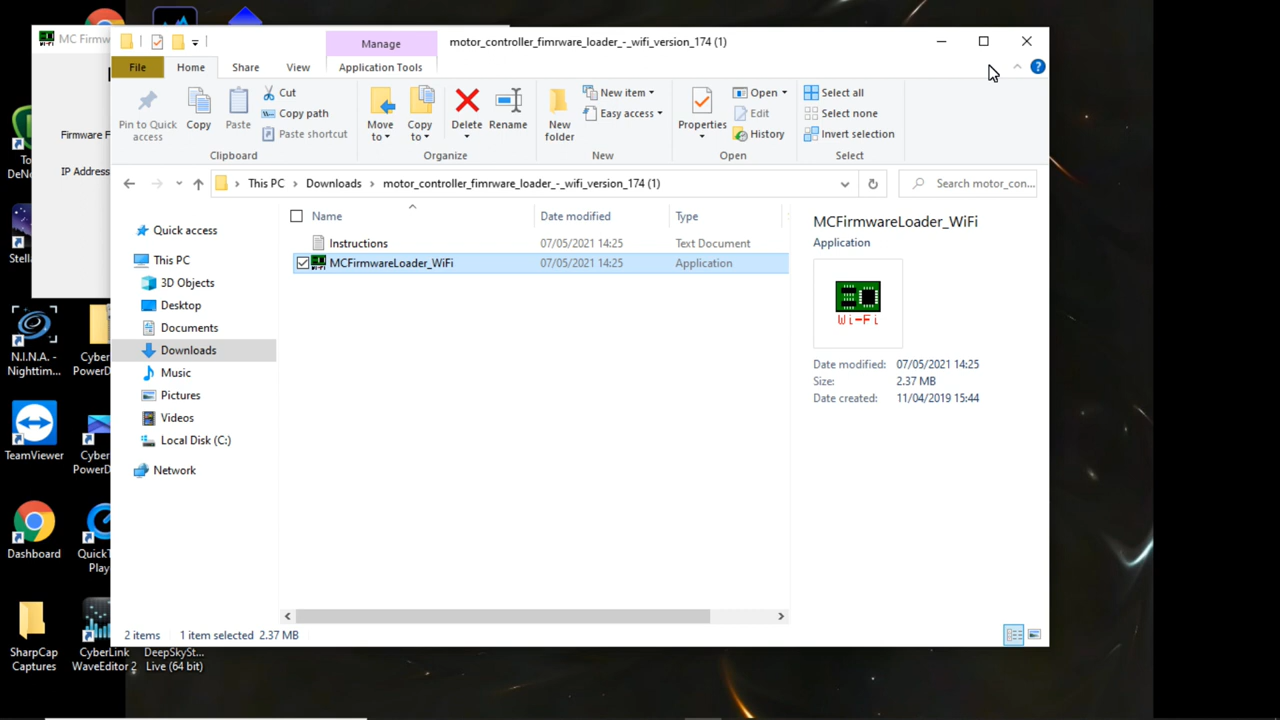 MC Firmw
motor_controller_fimrware_loader_-_wifi_version_174 (1)
Manage
File
Home
Share
View
Application Tools
Pin to Quick access
Copy
Paste
Cut
Copy path
Paste shortcut
Clipboard
Move to
Copy to
Delete
Rename
Organize
New folder
New item
Easy access
New
Properties
Open
Edit
History
Open
Select all
Select none
Invert selection
Select
Firmware F
IP Address
This PC
Downloads
motor_controller_fimrware_loader_-_wifi_version_174 (1)
Search motor_con...
Quick access
This PC
3D Objects
Desktop
Documents
Downloads
Music
Pictures
Videos
Local Disk (C:)
Network
Name
Date modified
Type
Instructions
07/05/2021 14:25
Text Document
MCFirmwareLoader_WiFi
07/05/2021 14:25
Application
MCFirmwareLoader_WiFi
Application
Wi-Fi
Date modified: 07/05/2021 14:25
Size: 2.37 MB
Date created: 11/04/2019 15:44
2 items
1 item selected 2.37 MB
To
DeNo
Stell
N.I.N.A. -
Nighttim...
Cyber
PowerD
TeamViewer
Cyber
PowerD
Dashboard
QuickT
Play
SharpCap
Captures
CyberLink
WaveEditor 2
DeepSkySt...
Live (64 bit)